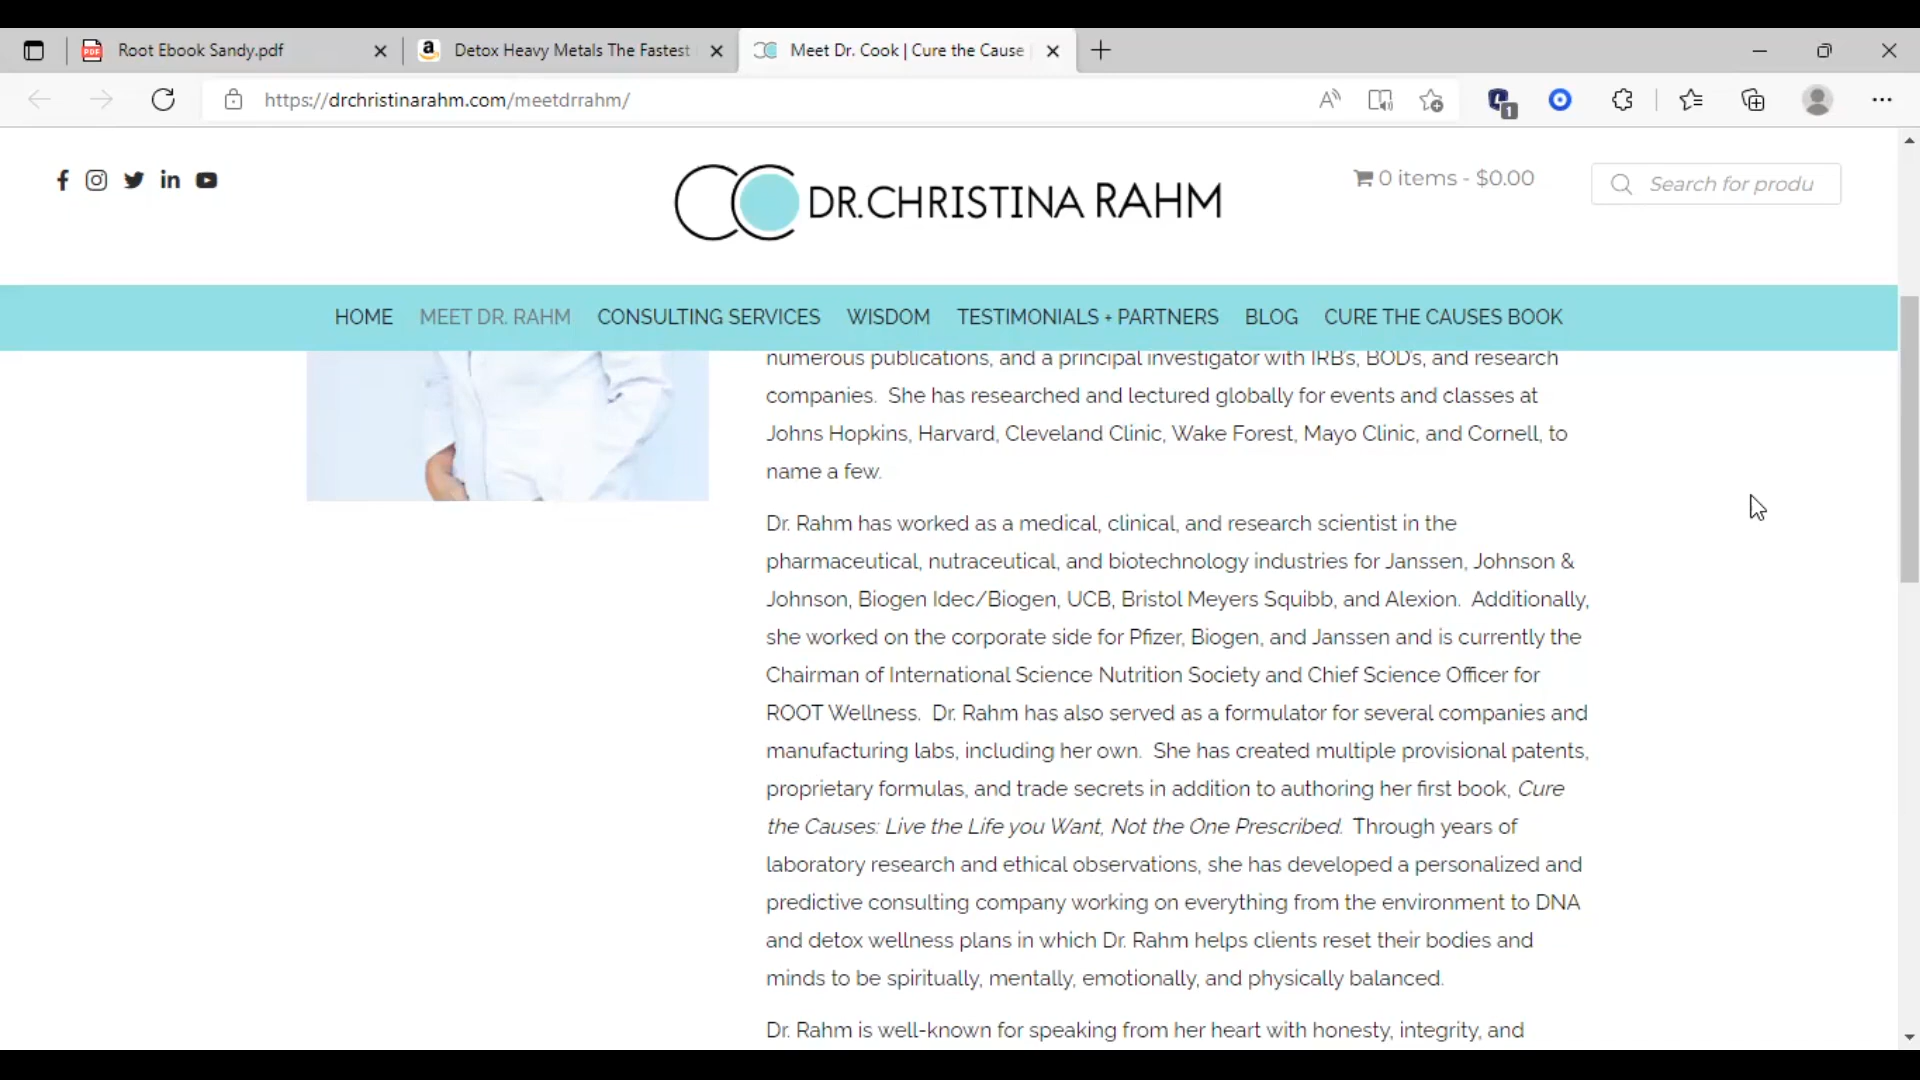 Root Ebook Sandy.pdf
Detox Heavy Metals The Fastest
Meet Dr. Cook | Cure the Cause
https://drchristinarahm.com/meetdrrahm/
1
DR.CHRISTINA RAHM
0 items - $0.00
Search for produ
HOME MEET DR. RAHM CONSULTING SERVICES WISDOM TESTIMONIALS + PARTNERS BLOG CURE THE CAUSES BOOK
numerous publications, and a principal investigator with IRB's, BOD's, and research
companies. She has researched and lectured globally for events and classes at
Johns Hopkins, Harvard, Cleveland Clinic, Wake Forest, Mayo Clinic, and Cornell, to
name a few.
Dr. Rahm has worked as a medical, clinical, and research scientist in the
pharmaceutical, nutraceutical, and biotechnology industries for Janssen, Johnson &
Johnson, Biogen Idec/Biogen, UCB, Bristol Meyers Squibb, and Alexion. Additionally,
she worked on the corporate side for Pfizer, Biogen, and Janssen and is currently the
Chairman of International Science Nutrition Society and Chief Science Officer for
ROOT Wellness. Dr. Rahm has also served as a formulator for several companies and
manufacturing labs, including her own. She has created multiple provisional patents,
proprietary formulas, and trade secrets in addition to authoring her first book, Cure
the Causes: Live the Life you Want, Not the One Prescribed. Through years of
laboratory research and ethical observations, she has developed a personalized and
predictive consulting company working on everything from the environment to DNA
and detox wellness plans in which Dr. Rahm helps clients reset their bodies and
minds to be spiritually, mentally, emotionally, and physically balanced.
Dr. Rahm is well-known for speaking from her heart with honesty, integrity, and